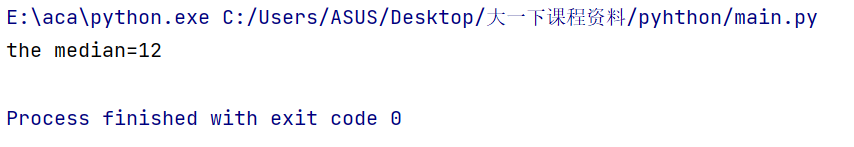 E:\aca\python.exe C:/Users/ASUS/Desktop/大一下课程资料/pyhthon/main.py
the median=12
Process finished with exit code 0